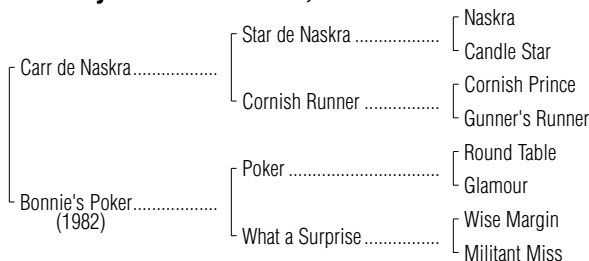 Naskra
Star de Naskra
Candle Star
Carr de Naskra
Cornish Prince
Cornish Runner
Gunner's Runner
Round Table
Poker
Glamour
Bonnie's Poker
(1982)
Wise Margin
What a Surprise
Militant Miss